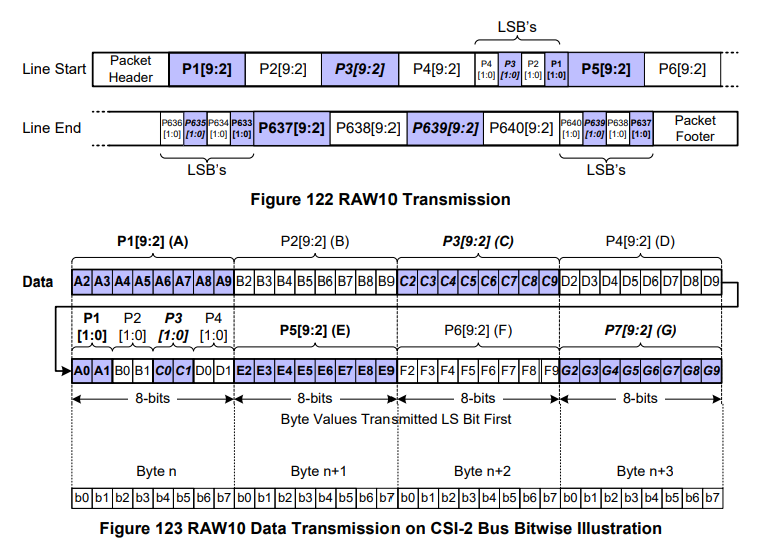 LSB's
Line Start Packet Header P1[9:2] P2[9:2] P3[9:2] P4[9:2] P4 [1:0] P3 [1:0] P2 [1:0] P1 [1:0] P5[9:2] P6[9:2]
Line End P636 [1:0] P635 [1:0] P634 [1:0] P633 [1:0] P637[9:2] P638[9:2] P639[9:2] P640[9:2] P640 [1:0] P639 [1:0] P638 [1:0] P637 [1:0] Packet Footer
LSB's LSB's
Figure 122 RAW10 Transmission
P1[9:2] (A) P2[9:2] (B) P3[9:2] (C) P4[9:2] (D)
Data A2 A3 A4 A5 A6 A7 A8 A9 B2 B3 B4 B5 B6 B7 B8 B9 C2 C3 C4 C5 C6 C7 C8 C9 D2 D3 D4 D5 D6 D7 D8 D9
P1 [1:0] P2 [1:0] P3 [1:0] P4 [1:0] P5[9:2] (E) P6[9:2] (F) P7[9:2] (G)
A0 A1 B0 B1 C0 C1 D0 D1 E2 E3 E4 E5 E6 E7 E8 E9 F2 F3 F4 F5 F6 F7 F8 F9 G2 G3 G4 G5 G6 G7 G8 G9
8-bits 8-bits 8-bits 8-bits
Byte Values Transmitted LS Bit First
Byte n Byte n+1 Byte n+2 Byte n+3
b0 b1 b2 b3 b4 b5 b6 b7 b0 b1 b2 b3 b4 b5 b6 b7 b0 b1 b2 b3 b4 b5 b6 b7 b0 b1 b2 b3 b4 b5 b6 b7
Figure 123 RAW10 Data Transmission on CSI-2 Bus Bitwise Illustration